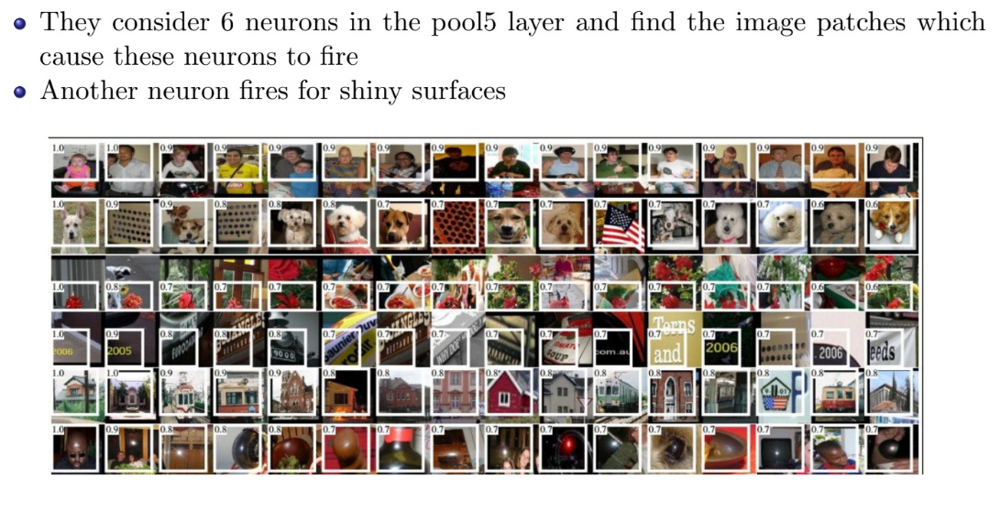 They consider 6 neurons in the pool5 layer and find the image patches which
cause these neurons to fire
Another neuron fires for shiny surfaces
1.0 1.0 0.9 0.9 0.9 0.9 0.9 0.9 0.9 0.9 0.9 0.9 0.9 0.9 0.9 0.9
1.0 0.9 0.9 0.8 0.8 0.8 0.7 0.7 0.7 0.7 0.7 0.7 0.7 0.7 0.6 0.6
1.0 0.8 0.7 0.7 0.7 0.7 0.7 0.7 0.7 0.7 0.7 0.7 0.7 0.7 0.6 0.6
1.0 0.9 0.8 0.8 0.8 0.7 0.7 0.7 0.7 0.7 0.7 0.7 0.7 0.7 0.7 0.7
2006 2005 9000 SOUP com.au Terns and 2006 2006 eeds
1.0 1.0 0.9 0.9 0.9 0.8 0.8 0.8 0.8 0.8 0.8 0.8 0.8 0.8 0.8 0.8
1.0 0.9 0.8 0.8 0.8 0.7 0.7 0.7 0.7 0.7 0.7 0.7 0.7 0.7 0.7 0.7